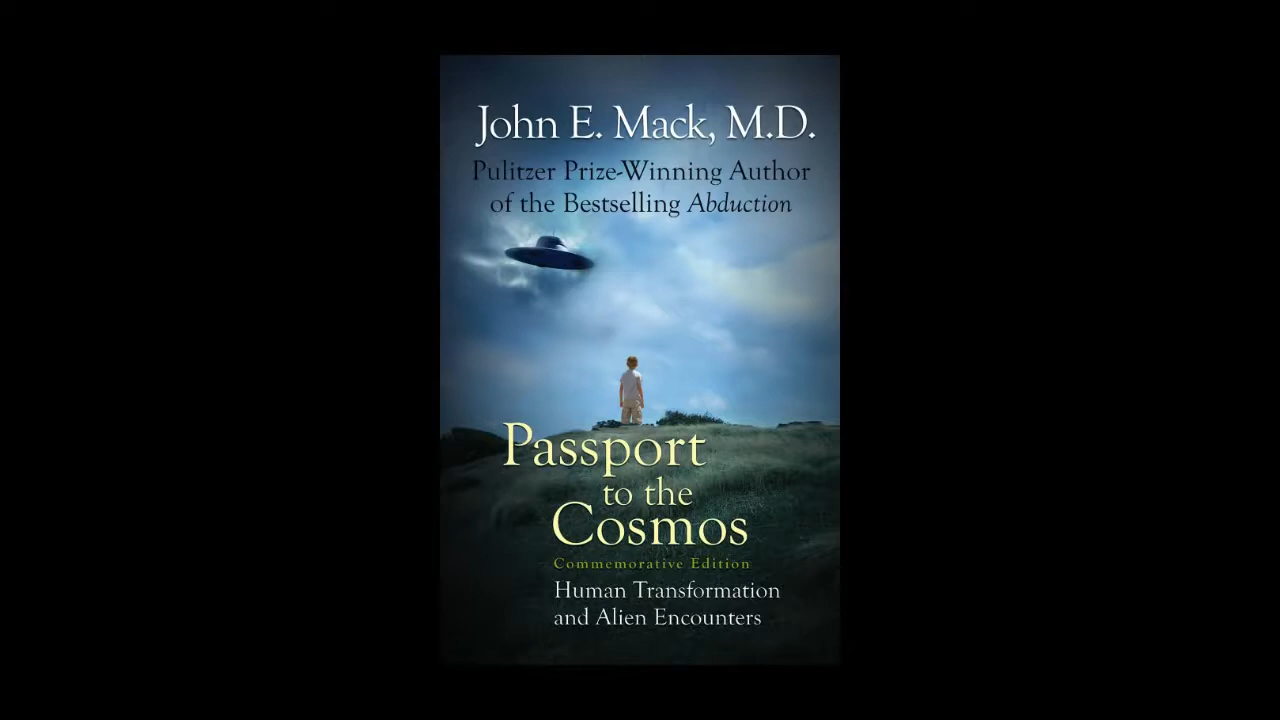 John E. Mack, M.D.
Pulitzer Prize-Winning Author
of the Bestselling Abduction
Passport
to the
Cosmos
Commemorative Edition
Human Transformation
and Alien Encounters